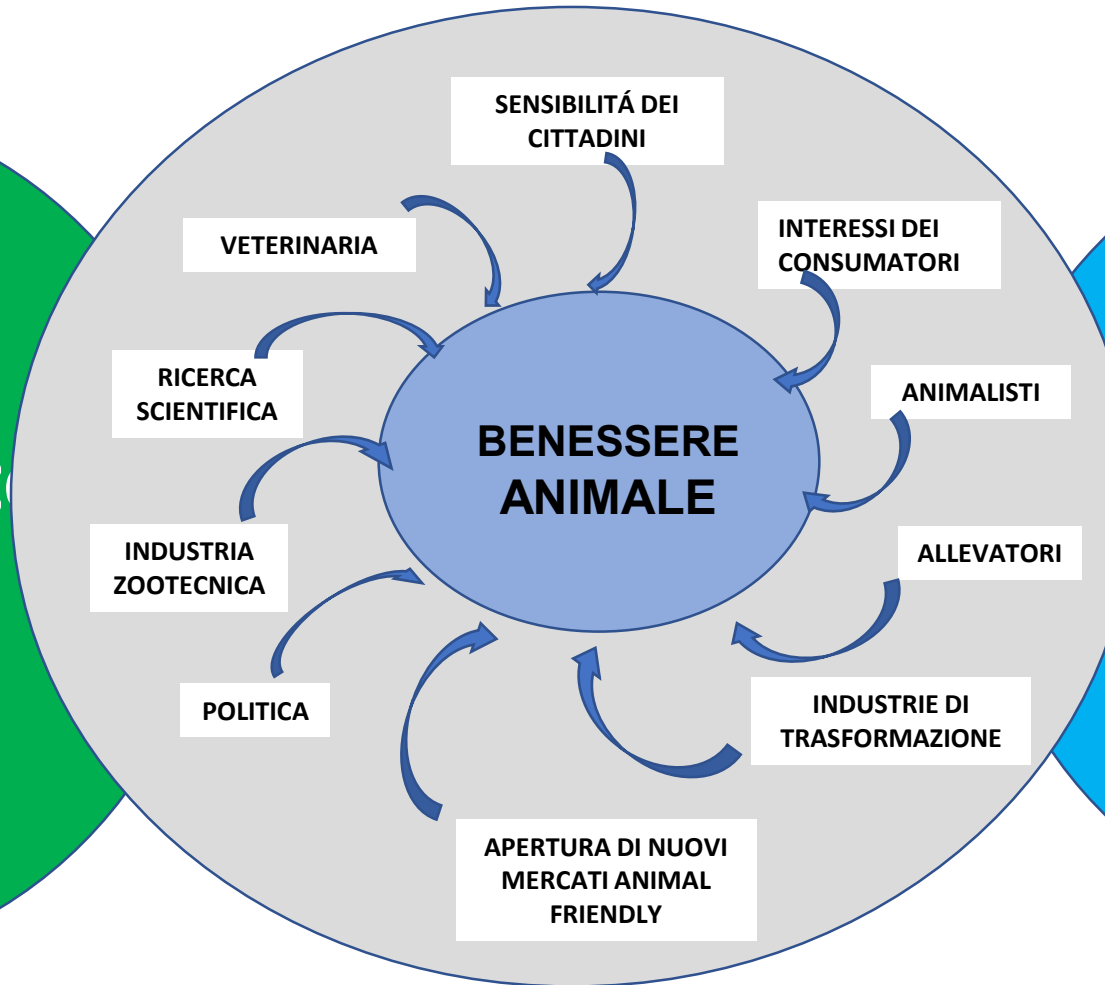 SENSIBILITÁ DEI
CITTADINI
VETERINARIA
INTERESSI DEI
CONSUMATORI
RICERCA
SCIENTIFICA
ANIMALISTI
BENESSERE
ANIMALE
INDUSTRIA
ZOOTECNICA
ALLEVATORI
POLITICA
INDUSTRIE DI
TRASFORMAZIONE
APERTURA DI NUOVI
MERCATI ANIMAL
FRIENDLY